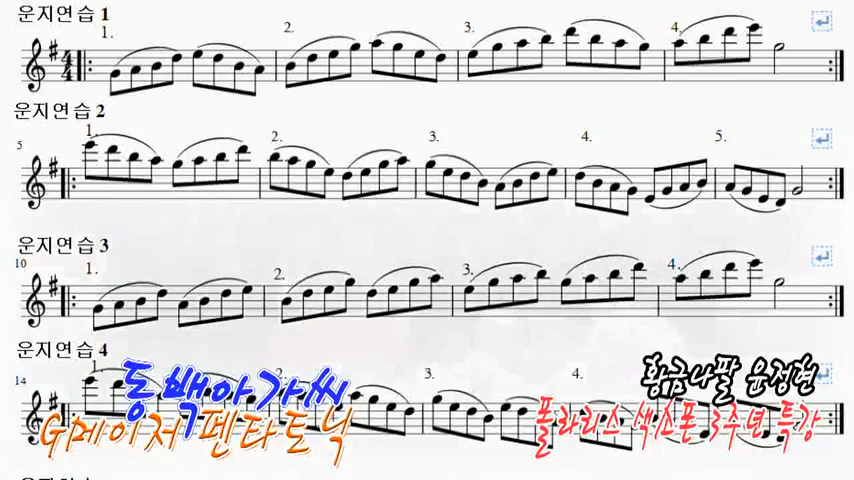 운지연습 1
1. 2. 3. 4.
운지연습 2
1. 2. 3. 4. 5.
5
운지연습 3
10
1. 2. 3. 4.
운지연습 4
14
3. 4.
동백아가씨
G메이저 펜타토닉
황금나팔 윤정현
폴라리스 색소폰 3주년 특강